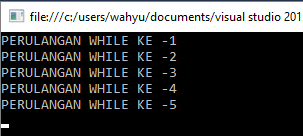 file:///c:/users/wahyu/documents/visual studio 201
PERULANGAN WHILE KE -1
PERULANGAN WHILE KE -2
PERULANGAN WHILE KE -3
PERULANGAN WHILE KE -4
PERULANGAN WHILE KE -5